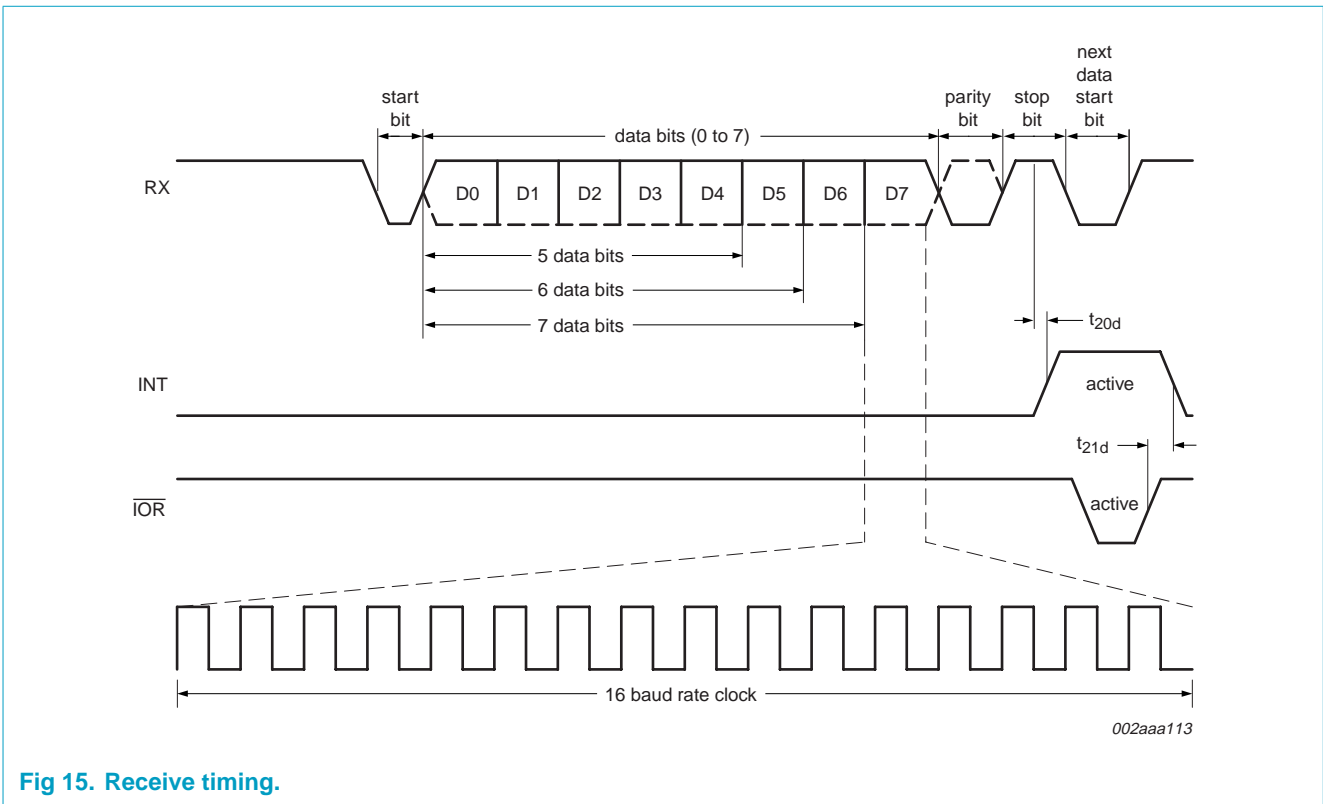 next
data
start
bit
start
bit
parity
bit
stop
bit
data bits (0 to 7)
RX
D0 D1 D2 D3 D4 D5 D6 D7
5 data bits
6 data bits
7 data bits
t20d
INT
active
t21d
IOR
active
16 baud rate clock
002aaa113
Fig 15. Receive timing.